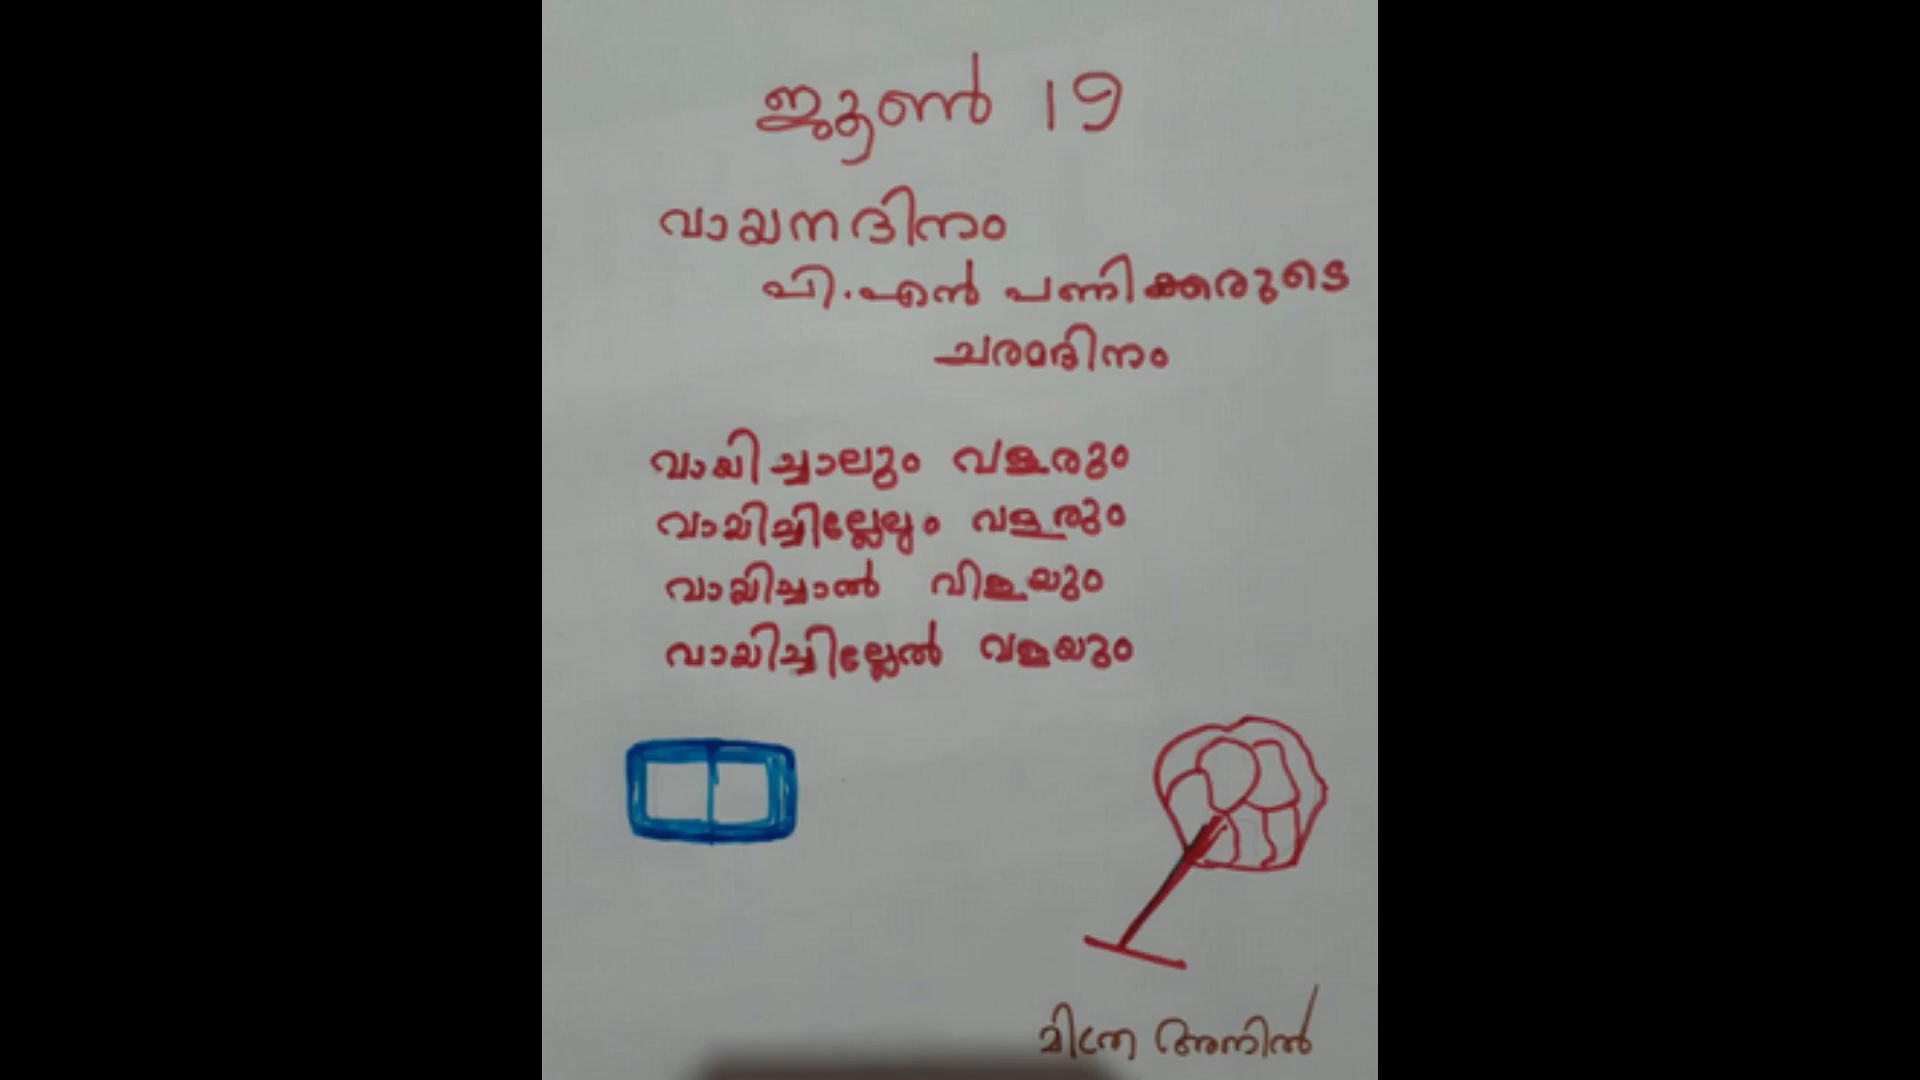 ജൂൺ 19
വായനദിനം
പി.എൻ പണിക്കരുടെ
ചരമദിനം
വായിച്ചാലും വളരും
വായിച്ചില്ലേലും വളരും
വായിച്ചാൽ വിളയും
വായിച്ചില്ലേൽ വളയും
മിത്ര അനിൽ